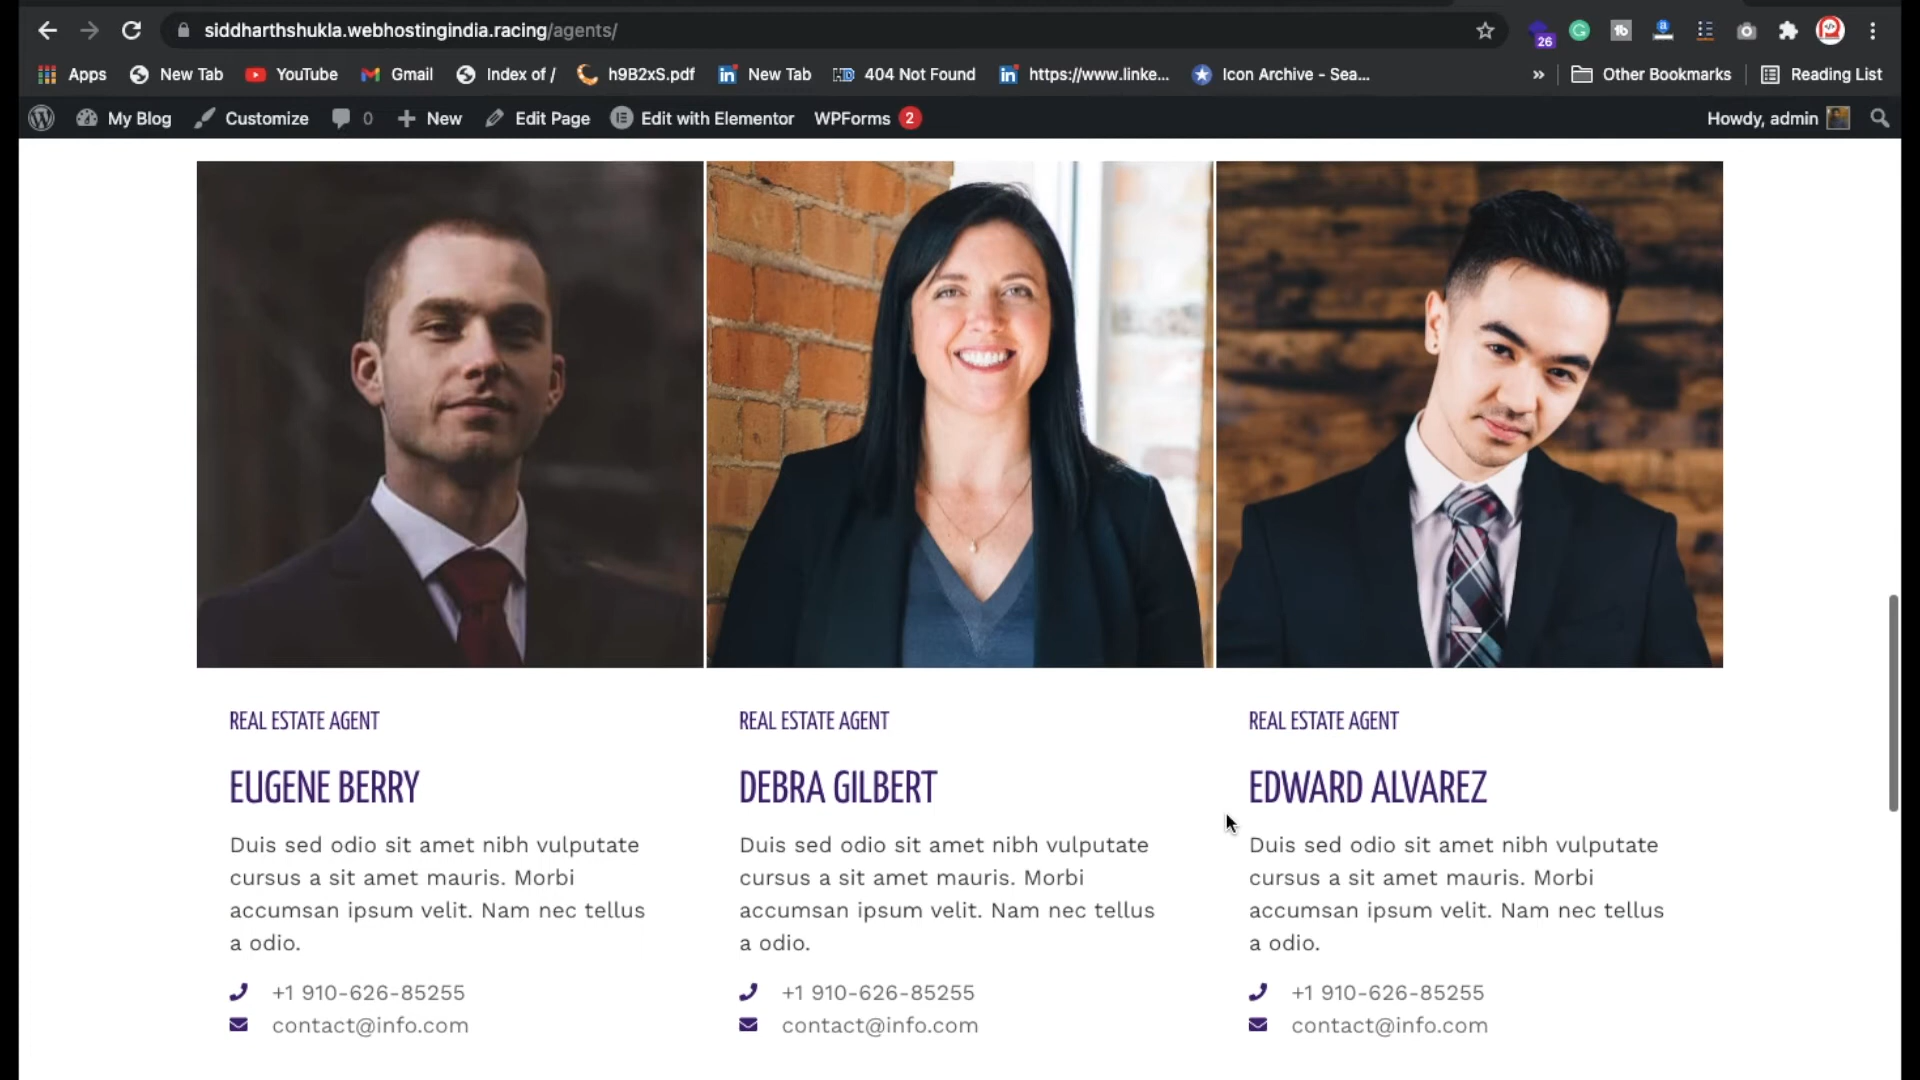 siddharthshukla.webhostingindia.racing/agents/
26
Apps New Tab YouTube Gmail Index of / h9B2xS.pdf New Tab 404 Not Found https://www.linke... Icon Archive - Sea... » Other Bookmarks Reading List
My Blog Customize 0 New Edit Page Edit with Elementor WPForms 2 Howdy, admin
REAL ESTATE AGENT
EUGENE BERRY
Duis sed odio sit amet nibh vulputate
cursus a sit amet mauris. Morbi
accumsan ipsum velit. Nam nec tellus
a odio.
+1 910-626-85255
contact@info.com
REAL ESTATE AGENT
DEBRA GILBERT
Duis sed odio sit amet nibh vulputate
cursus a sit amet mauris. Morbi
accumsan ipsum velit. Nam nec tellus
a odio.
+1 910-626-85255
contact@info.com
REAL ESTATE AGENT
EDWARD ALVAREZ
Duis sed odio sit amet nibh vulputate
cursus a sit amet mauris. Morbi
accumsan ipsum velit. Nam nec tellus
a odio.
+1 910-626-85255
contact@info.com